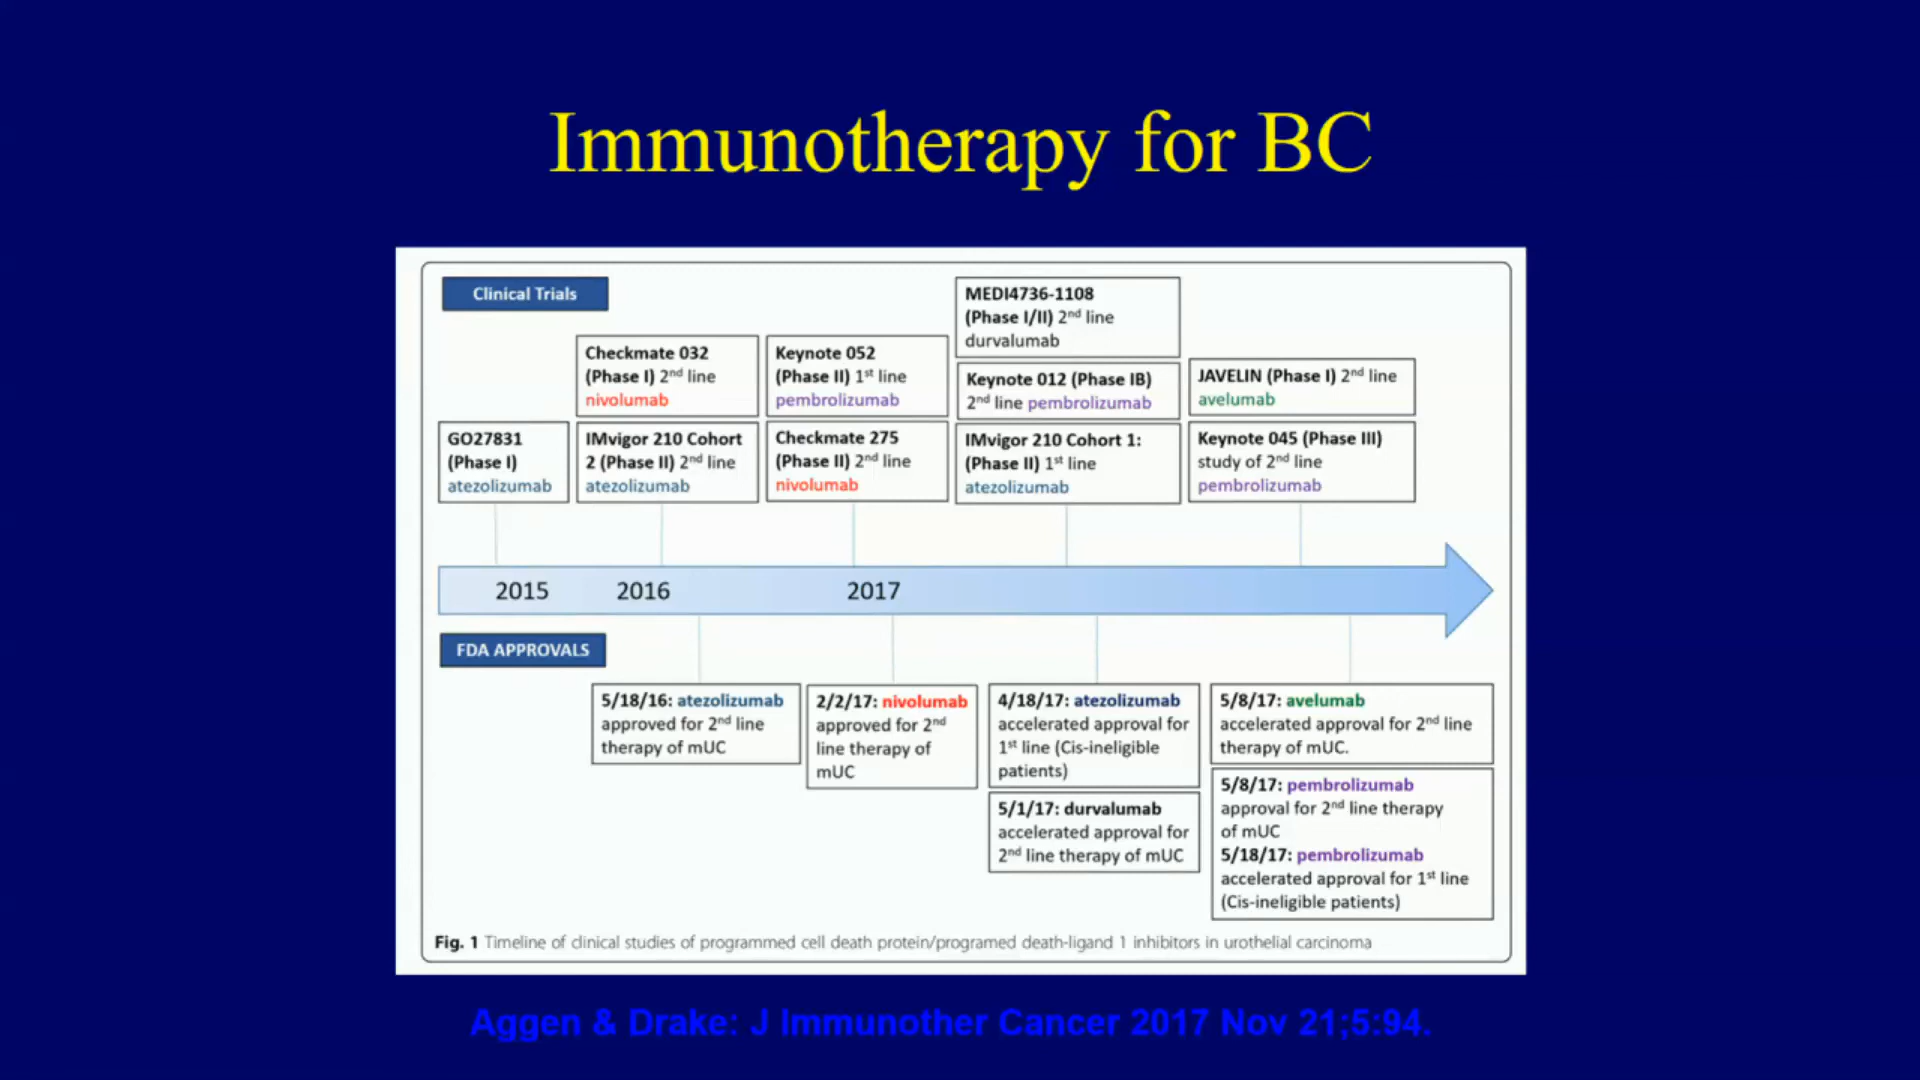 Immunotherapy for BC
Clinical Trials
GO27831
(Phase I)
atezolizumab
Checkmate 032
(Phase I) 2nd line
nivolumab
IMvigor 210 Cohort
2 (Phase II) 2nd line
atezolizumab
Keynote 052
(Phase II) 1st line
pembrolizumab
Checkmate 275
(Phase II) 2nd line
nivolumab
MEDI4736-1108
(Phase I/II) 2nd line
durvalumab
Keynote 012 (Phase IB)
2nd line pembrolizumab
IMvigor 210 Cohort 1:
(Phase II) 1st line
atezolizumab
JAVELIN (Phase I) 2nd line
avelumab
Keynote 045 (Phase III)
study of 2nd line
pembrolizumab
2015 2016 2017
FDA APPROVALS
5/18/16: atezolizumab
approved for 2nd line
therapy of mUC
2/2/17: nivolumab
approved for 2nd
line therapy of
mUC
4/18/17: atezolizumab
accelerated approval for
1st line (Cis-ineligible
patients)
5/1/17: durvalumab
accelerated approval for
2nd line therapy of mUC
5/8/17: avelumab
accelerated approval for 2nd line
therapy of mUC.
5/8/17: pembrolizumab
approval for 2nd line therapy
of mUC
5/18/17: pembrolizumab
accelerated approval for 1st line
(Cis-ineligible patients)
Fig. 1 Timeline of clinical studies of programmed cell death protein/programed death-ligand 1 inhibitors in urothelial carcinoma
Aggen & Drake: J Immunother Cancer 2017 Nov 21;5:94.